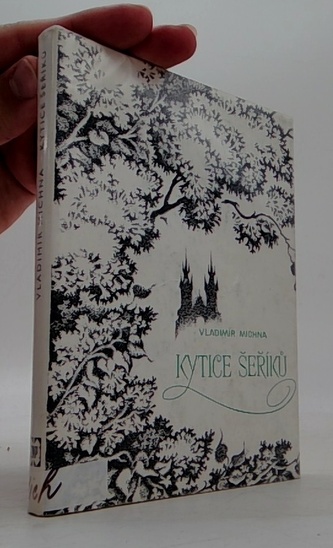 VLADIMÍR MICHNA KYTICE ŠEŘÍKŮ
VLADIMÍR MICHNA
KYTICE ŠEŘÍKŮ